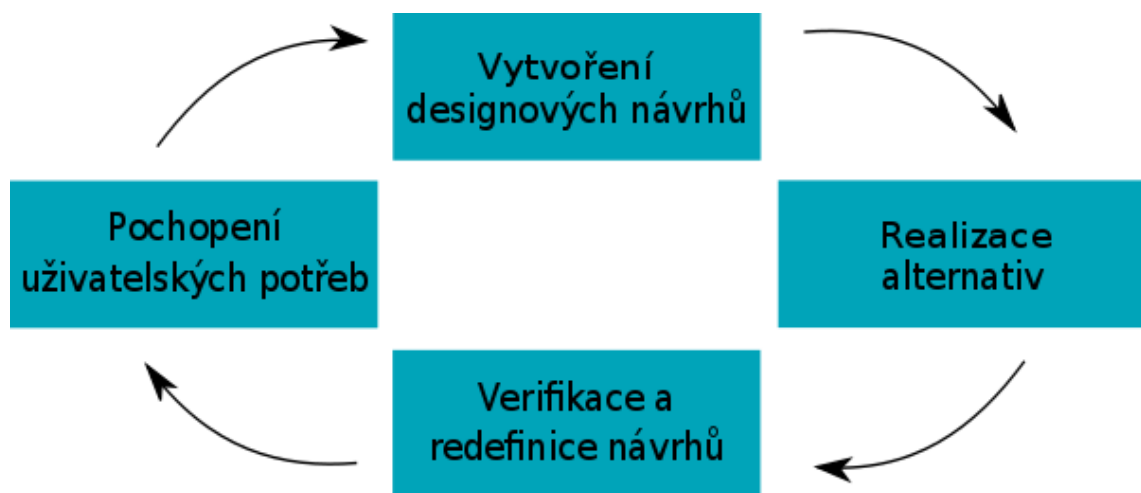 Vytvoření
designových návrhů
Pochopení
uživatelských potřeb
Realizace
alternativ
Verifikace a
redefinice návrhů